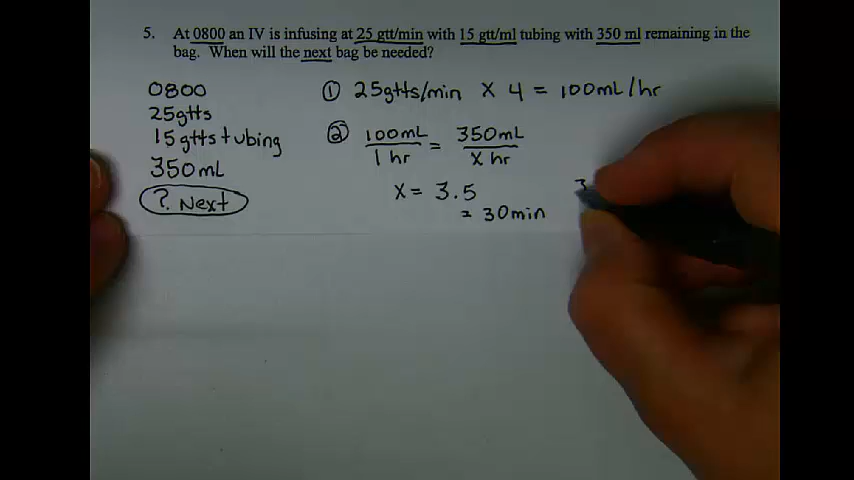 5. At 0800 an IV is infusing at 25 gtt/min with 15 gtt/ml tubing with 350 ml remaining in the
bag. When will the next bag be needed?
0800
25gtts
15 gtts tubing
350mL
? Next
① 25gtts/min X 4 = 100mL/hr
② 100mL/1 hr = 350mL/X hr
X = 3.5
= 30min
3